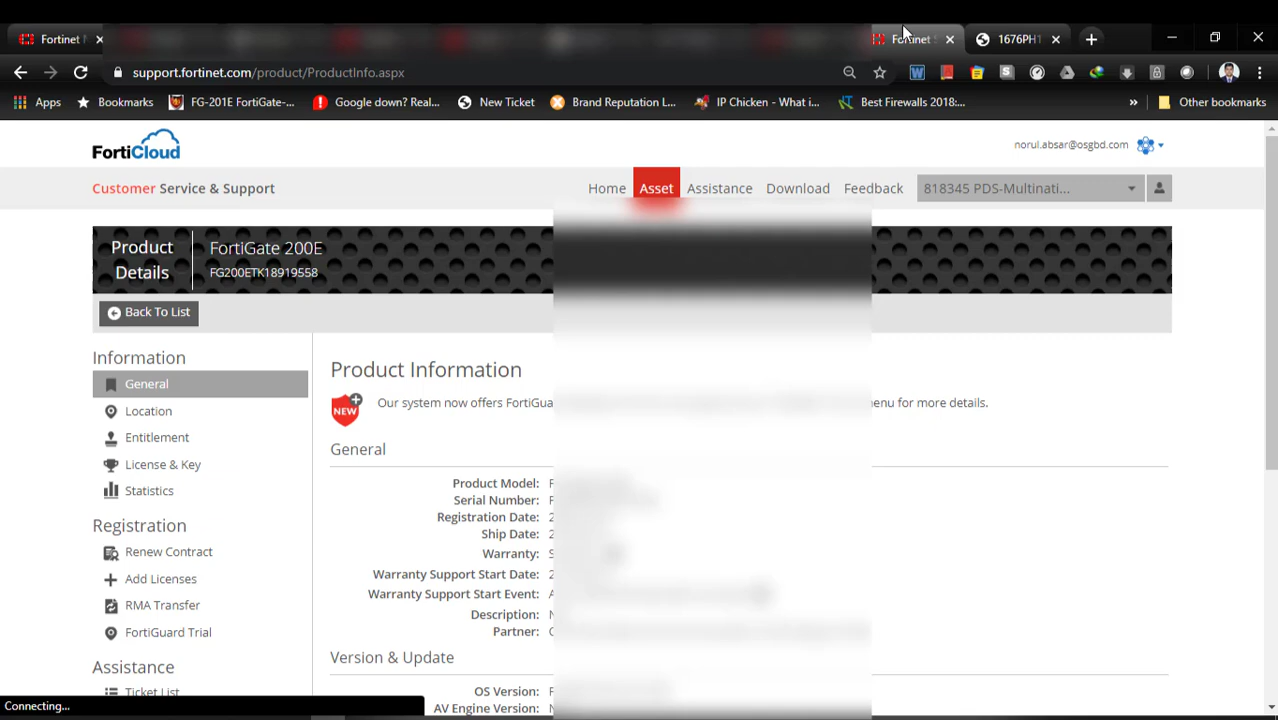 Fortinet
Fortinet
1676PH1
support.fortinet.com/product/ProductInfo.aspx
Apps
Bookmarks
FG-201E FortiGate-...
Google down? Real...
New Ticket
Brand Reputation L...
IP Chicken - What i...
Best Firewalls 2018:...
»
Other bookmarks
FortiCloud
norul.absar@osgbd.com
Customer Service & Support
Home
Asset
Assistance
Download
Feedback
818345 PDS-Multinati...
Product
Details
FortiGate 200E
FG200ETK18919558
Back To List
Information
General
Location
Entitlement
License & Key
Statistics
Registration
Renew Contract
Add Licenses
RMA Transfer
FortiGuard Trial
Assistance
Ticket List
Product Information
NEW
Our system now offers FortiGua
enu for more details.
General
Product Model: F
Serial Number: F
Registration Date: 2
Ship Date: 2
Warranty: S
Warranty Support Start Date: 2
Warranty Support Start Event: A
Description: N
Partner:
Version & Update
OS Version: F
AV Engine Version: N
Connecting...